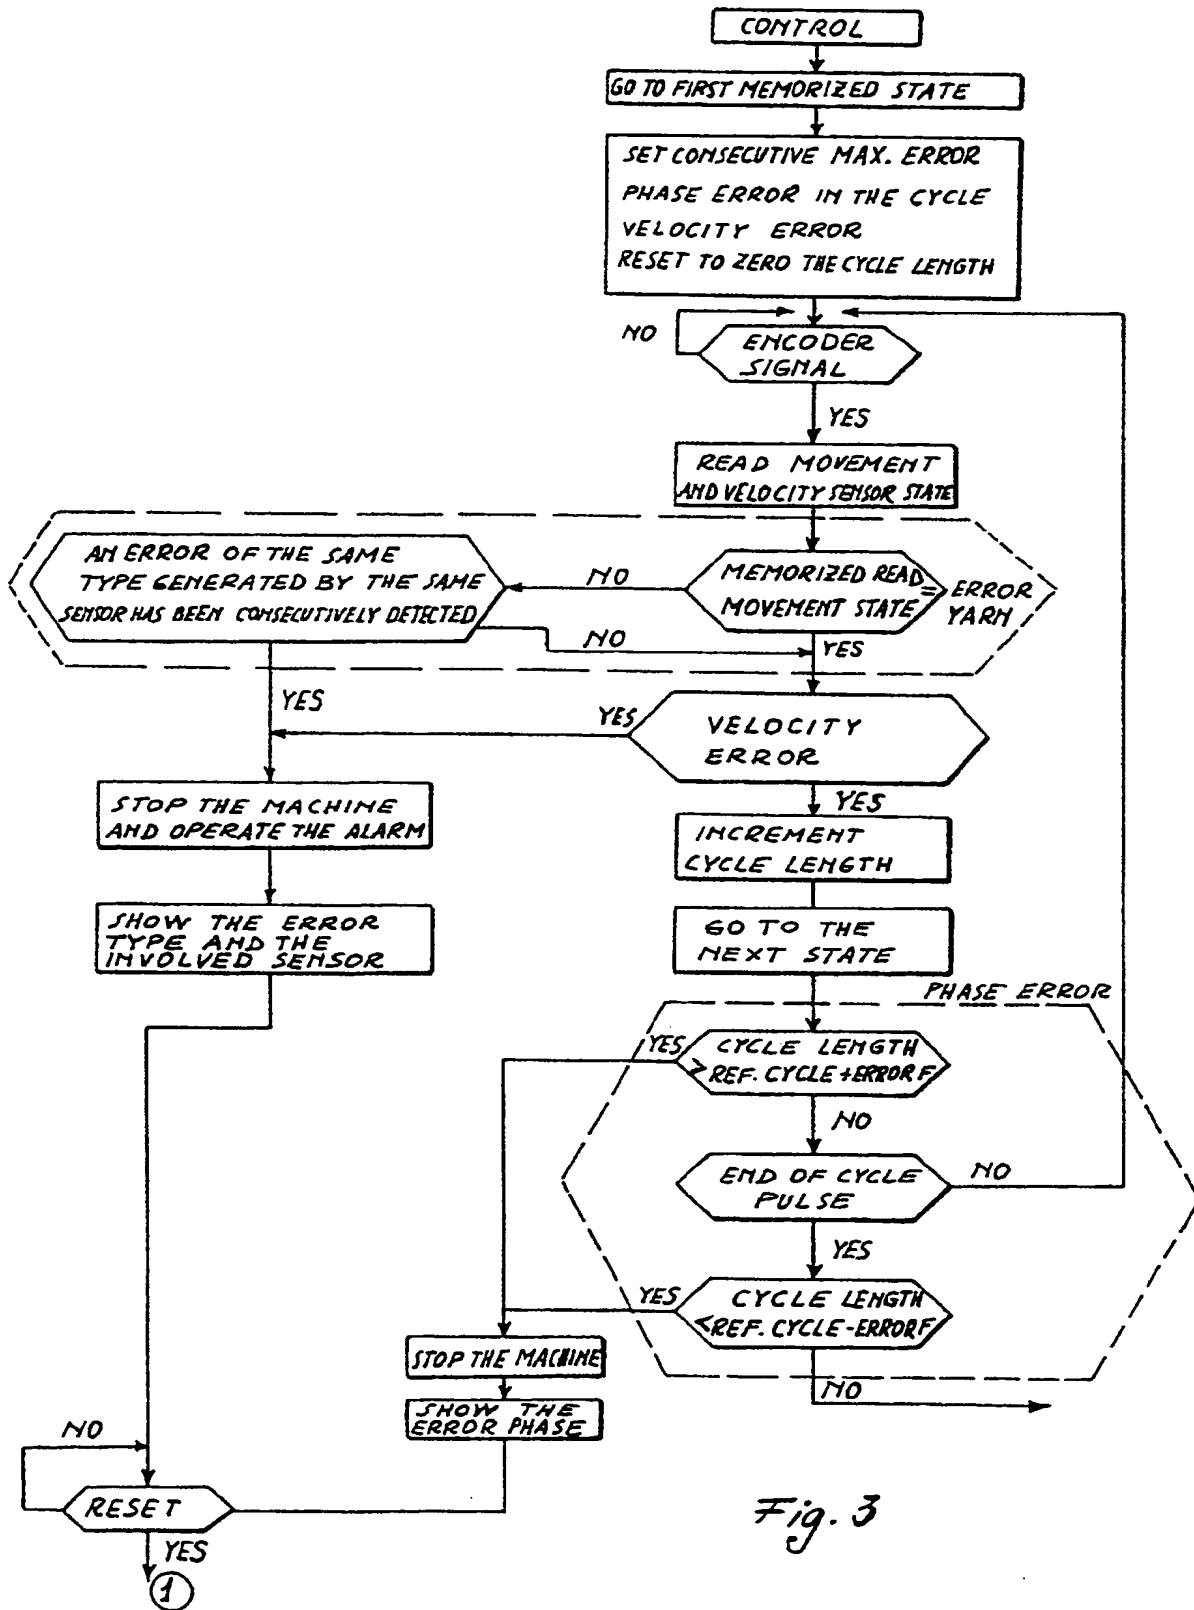 CONTROL
GO TO FIRST MEMORIZED STATE
SET CONSECUTIVE MAX. ERROR
PHASE ERROR IN THE CYCLE
VELOCITY ERROR
RESET TO ZERO THE CYCLE LENGTH
NO
ENCODER
SIGNAL
YES
READ MOVEMENT
AND VELOCITY SENSOR STATE
AN ERROR OF THE SAME
TYPE GENERATED BY THE SAME
SENSOR HAS BEEN CONSECUTIVELY DETECTED
NO
MEMORIZED READ
MOVEMENT STATE
=
ERROR
YARN
NO
YES
YES
YES
VELOCITY
ERROR
YES
STOP THE MACHINE
AND OPERATE THE ALARM
INCREMENT
CYCLE LENGTH
SHOW THE ERROR
TYPE AND THE
INVOLVED SENSOR
GO TO THE
NEXT STATE
PHASE ERROR
YES
CYCLE LENGTH
> REF. CYCLE + ERROR F
NO
END OF CYCLE
PULSE
NO
YES
YES
CYCLE LENGTH
< REF. CYCLE - ERROR F
STOP THE MACHINE
NO
SHOW THE
ERROR PHASE
NO
RESET
YES
1
Fig. 3